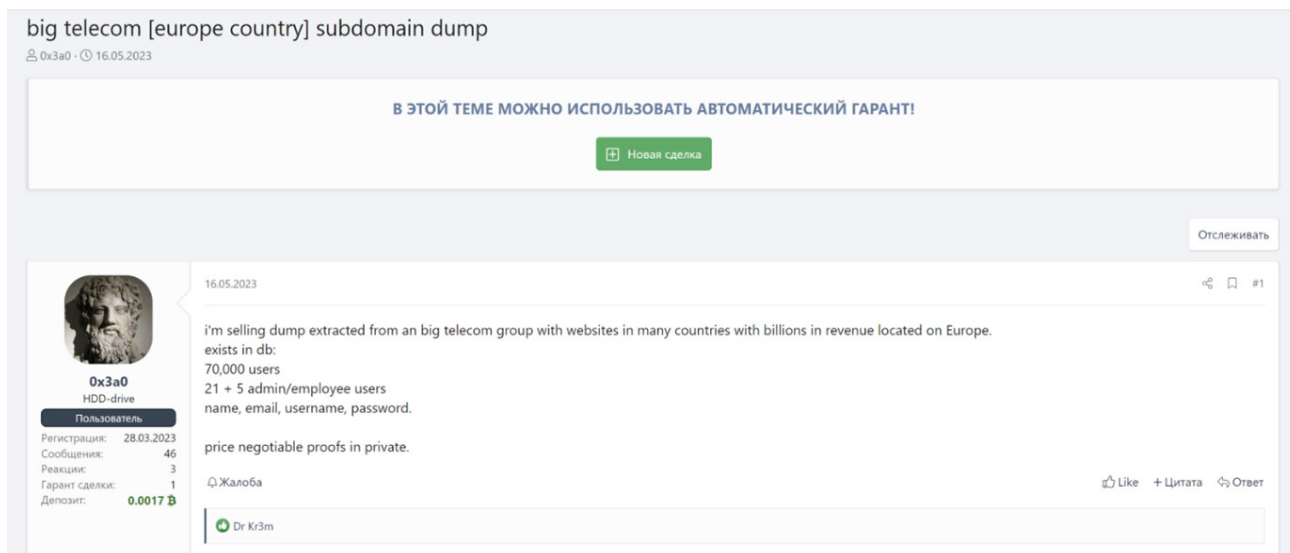 big telecom [europe country] subdomain dump
0x3a0 · 16.05.2023
В ЭТОЙ ТЕМЕ МОЖНО ИСПОЛЬЗОВАТЬ АВТОМАТИЧЕСКИЙ ГАРАНТ!
Новая сделка
Отслеживать
16.05.2023
#1
i'm selling dump extracted from an big telecom group with websites in many countries with billions in revenue located on Europe.
exists in db:
70,000 users
21 + 5 admin/employee users
name, email, username, password.
price negotiable proofs in private.
0x3a0
HDD-drive
Пользователь
Регистрация: 28.03.2023
Сообщения: 46
Реакции: 3
Гарант сделки: 1
Депозит: 0.0017 ₿
Жалоба
Like + Цитата Ответ
Dr Kr3m